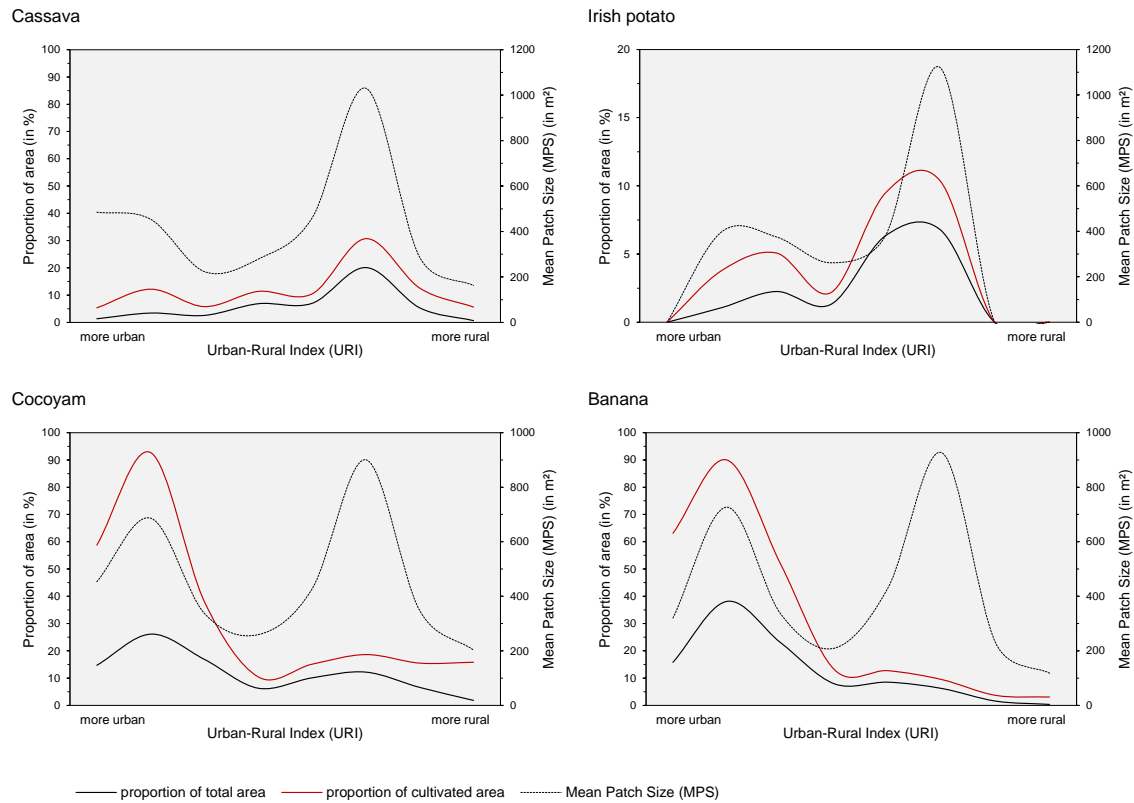 Cassava
Proportion of area (in %)
100
90
80
70
60
50
40
30
20
10
0
1200
1000
800
600
400
200
0
Mean Patch Size (MPS) (in m²)
more urban
more rural
Urban-Rural Index (URI)
Irish potato
Proportion of area (in %)
20
15
10
5
0
1200
1000
800
600
400
200
0
Mean Patch Size (MPS) (in m²)
more urban
more rural
Urban-Rural Index (URI)
Cocoyam
Proportion of area (in %)
100
90
80
70
60
50
40
30
20
10
0
1000
800
600
400
200
0
Mean Patch Size (MPS) (in m²)
more urban
more rural
Urban-Rural Index (URI)
Banana
Proportion of area (in %)
100
90
80
70
60
50
40
30
20
10
0
1000
800
600
400
200
0
Mean Patch Size (MPS) (in m²)
more urban
more rural
Urban-Rural Index (URI)
proportion of total area
proportion of cultivated area
Mean Patch Size (MPS)